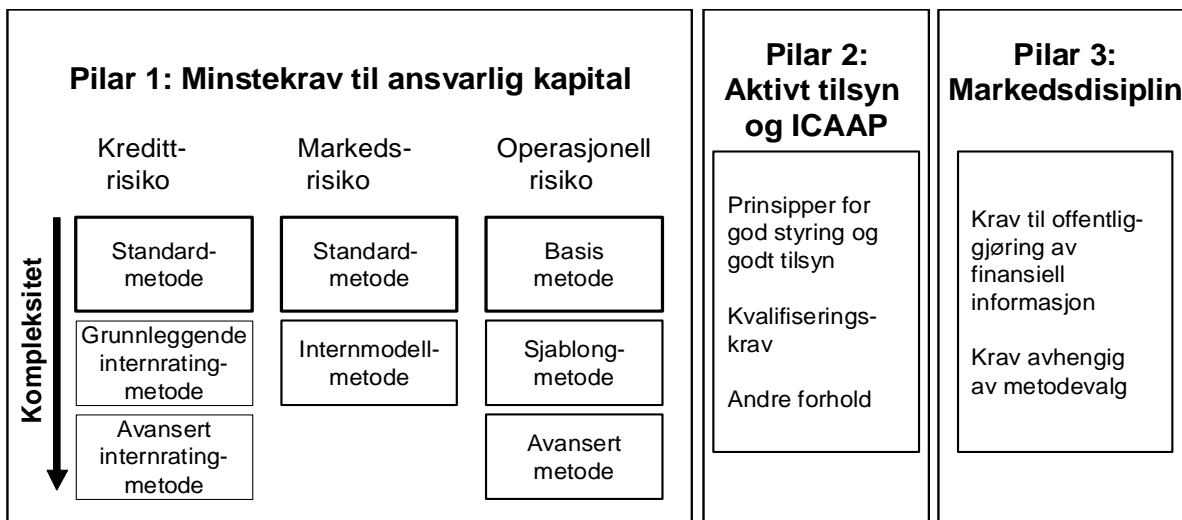 Pilar 1: Minstekrav til ansvarlig kapital
Kreditt-
risiko
Markeds-
risiko
Operasjonell
risiko
Kompleksitet
Standard-
metode
Standard-
metode
Basis
metode
Grunnleggende
internrating-
metode
Internmodell-
metode
Sjablong-
metode
Avansert
internrating-
metode
Avansert
metode
Pilar 2:
Aktivt tilsyn
og ICAAP
Prinsipper for
god styring og
godt tilsyn
Kvalifiserings-
krav
Andre forhold
Pilar 3:
Markedsdisiplin
Krav til offentlig-
gjøring av
finansiell
informasjon
Krav avhengig
av metodevalg